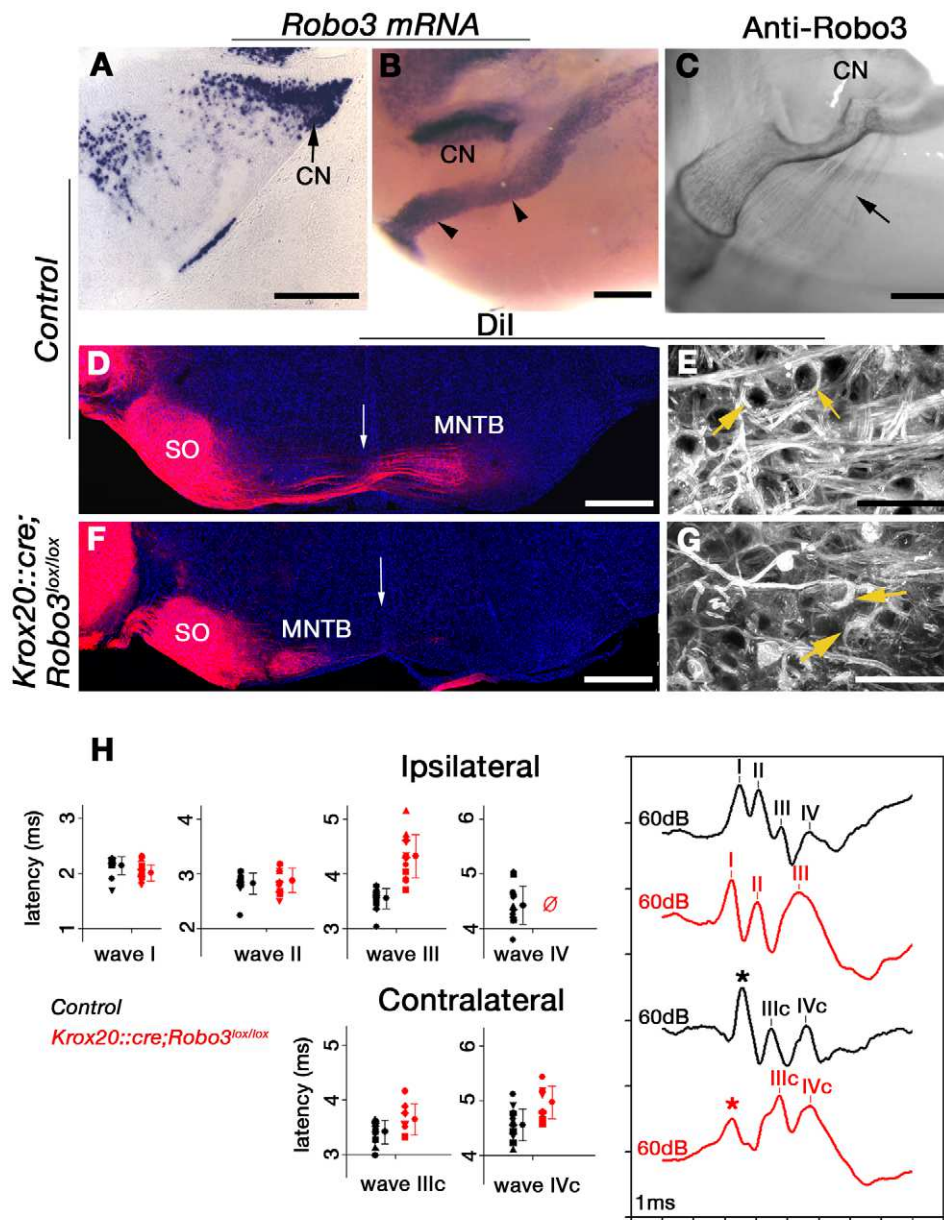 Robo3 mRNA
Anti-Robo3
A
CN
B
CN
C
CN
Control
DiI
D
SO
MNTB
E
Krox20::cre;
Robo3lox/lox
F
SO
MNTB
G
H
Ipsilateral
latency (ms)
3
2
1
wave I
4
3
2
wave II
5
4
3
wave III
6
5
4
Ø
wave IV
Control
Krox20::cre;Robo3lox/lox
Contralateral
latency (ms)
5
4
3
wave IIIc
6
5
4
wave IVc
60dB
I
II
III
IV
60dB
I
II
III
60dB
*
IIIc
IVc
60dB
*
IIIc
IVc
1ms